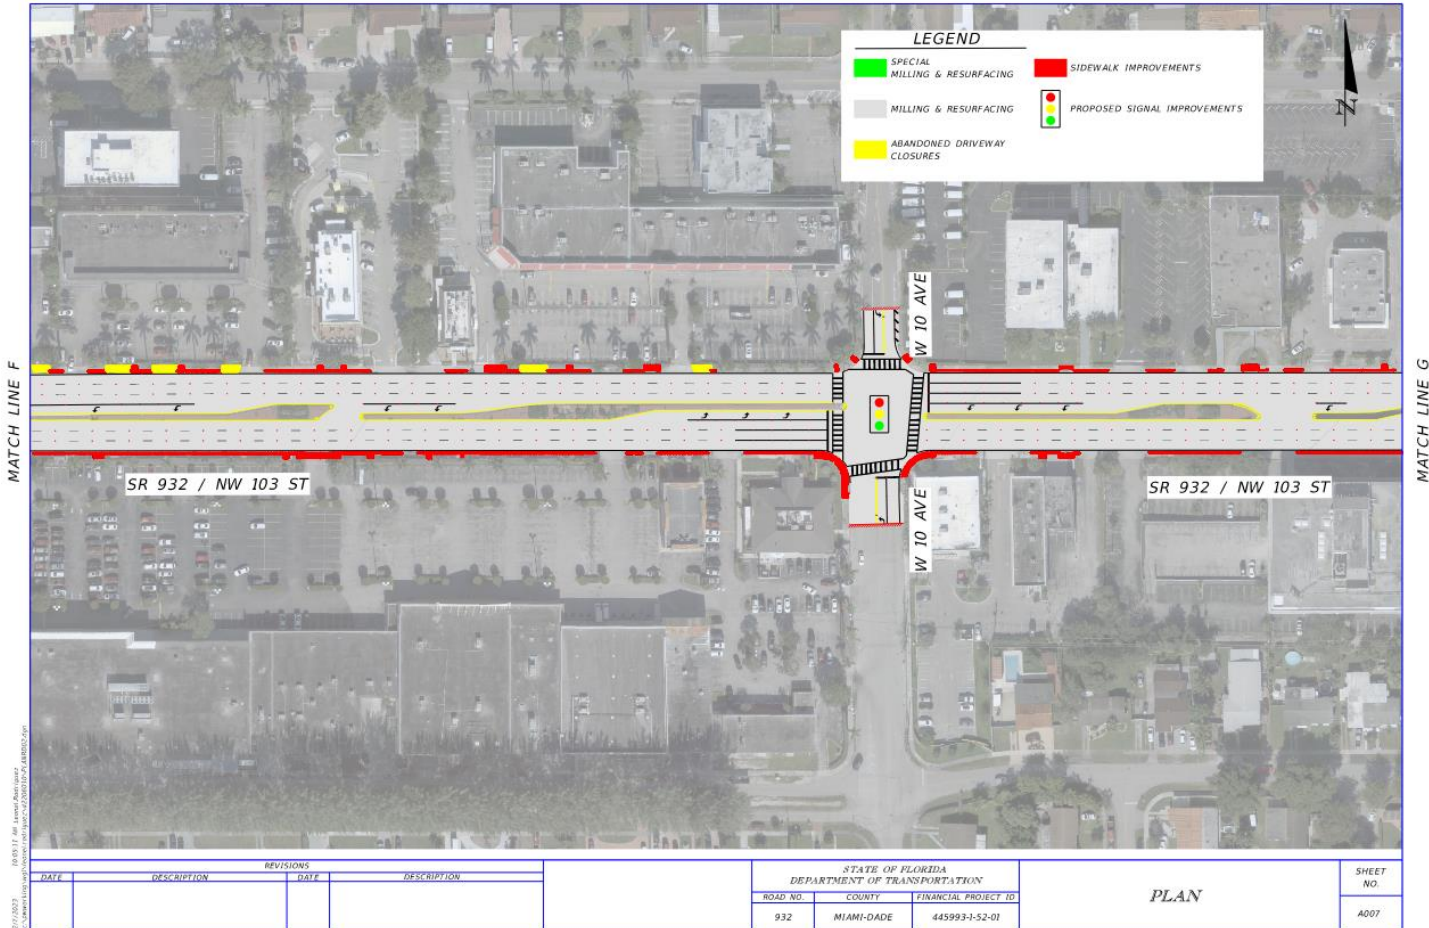 LEGEND
SPECIAL
MILLING & RESURFACING
SIDEWALK IMPROVEMENTS
MILLING & RESURFACING
PROPOSED SIGNAL IMPROVEMENTS
ABANDONED DRIVEWAY
CLOSURES
N
W 10 AVE
MATCH LINE F
MATCH LINE G
SR 932 / NW 103 ST
SR 932 / NW 103 ST
W 10 AVE
REVISIONS
DATE DESCRIPTION DATE DESCRIPTION
STATE OF FLORIDA
DEPARTMENT OF TRANSPORTATION
ROAD NO. COUNTY FINANCIAL PROJECT ID
932 MIAMI-DADE 445993-1-52-01
PLAN
SHEET
NO.
A007